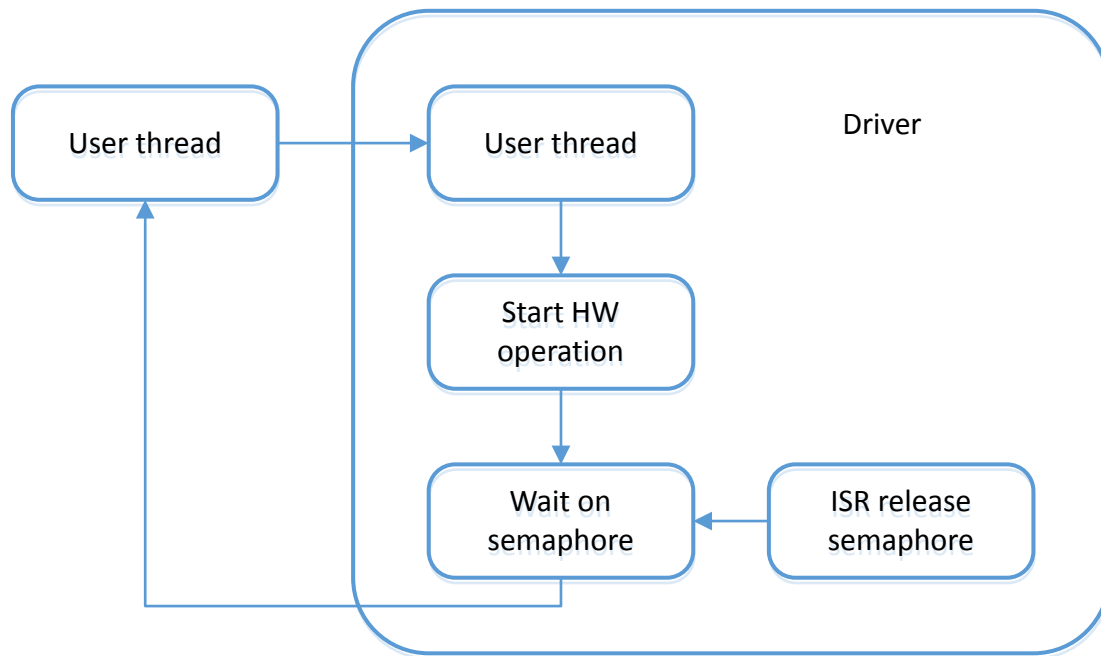 Driver
User thread
User thread
Start HW
operation
Wait on
semaphore
ISR release
semaphore